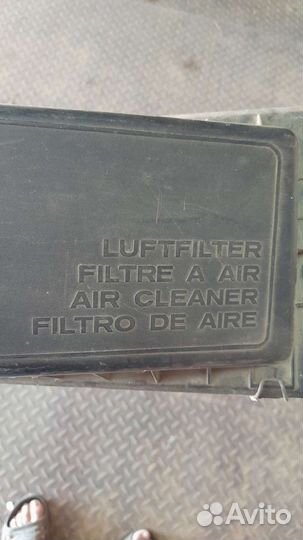 LUFTFILTER
FILTRE A AIR
AIR CLEANER
FILTRO DE AIRE
Avito